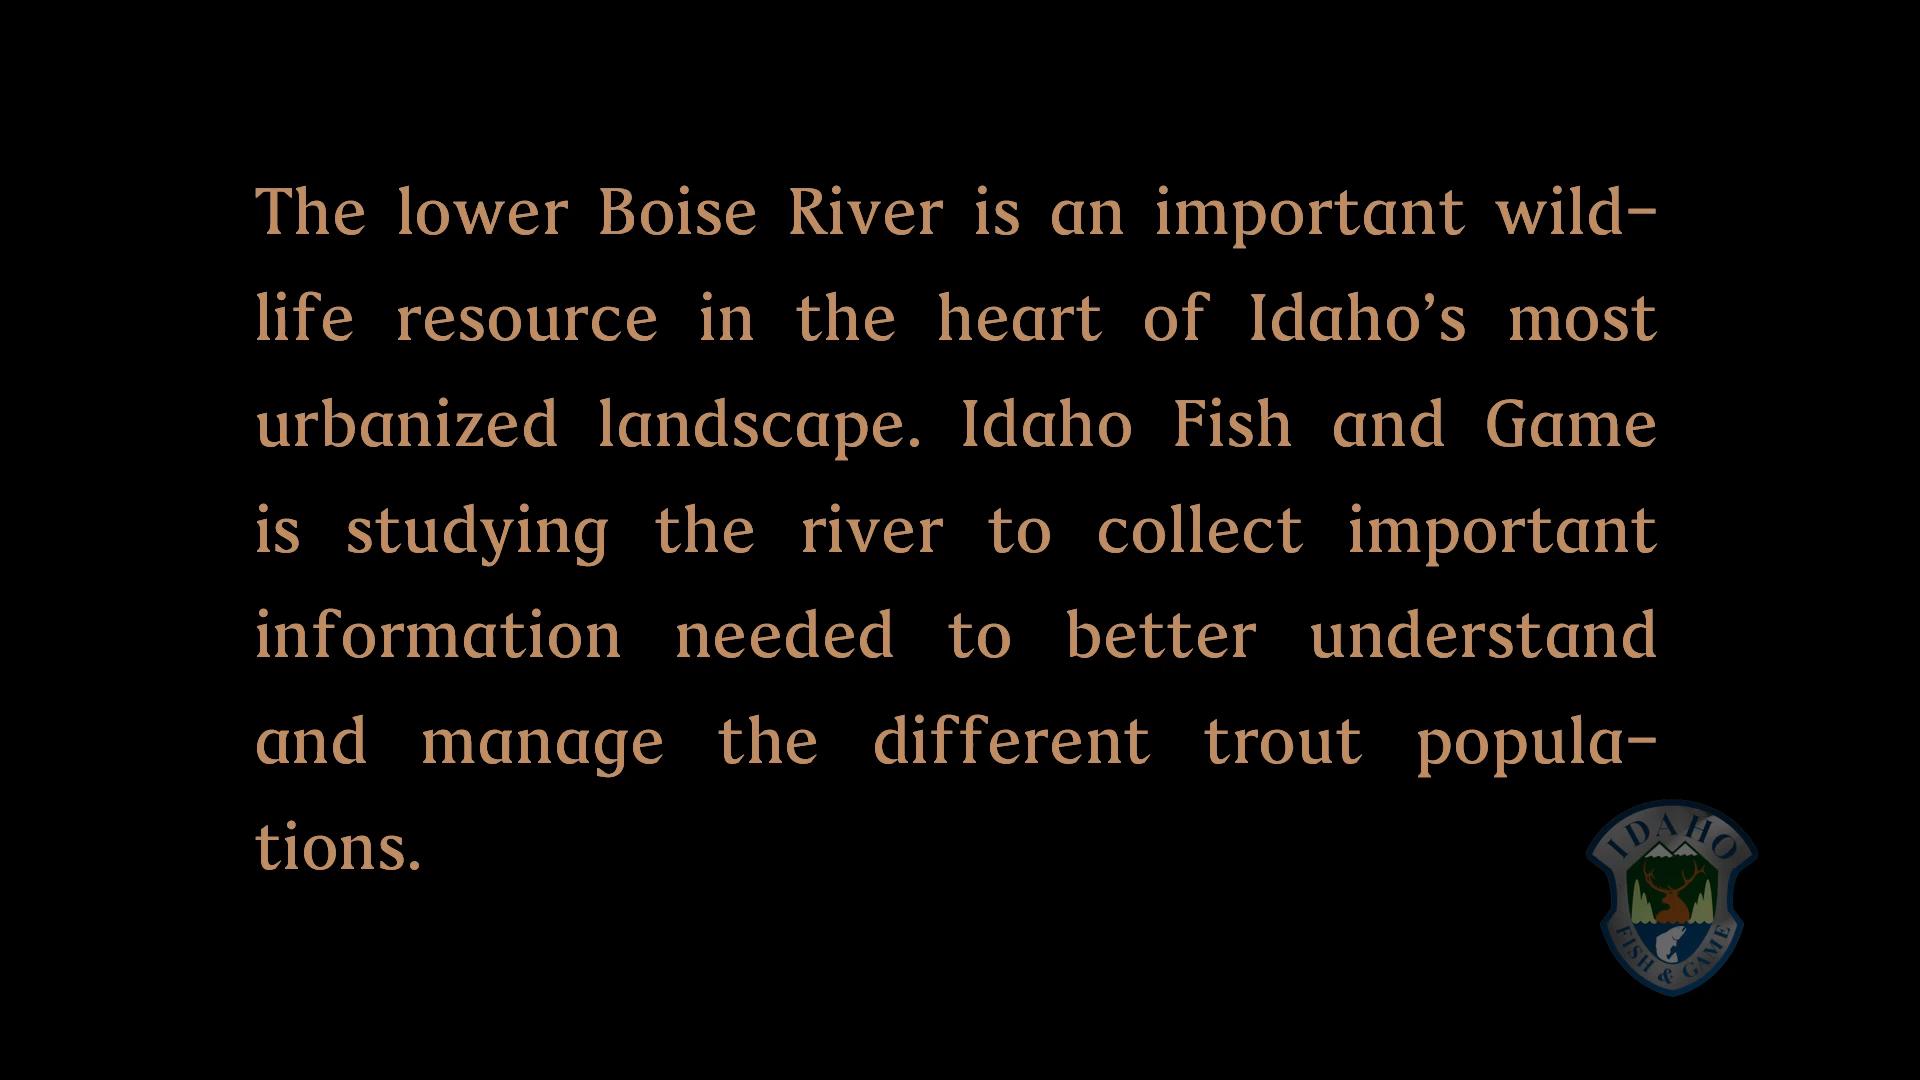 The lower Boise River is an important wild-
life resource in the heart of Idaho’s most
urbanized landscape. Idaho Fish and Game
is studying the river to collect important
information needed to better understand
and manage the different trout popula-
tions.
IDAHO
FISH & GAME